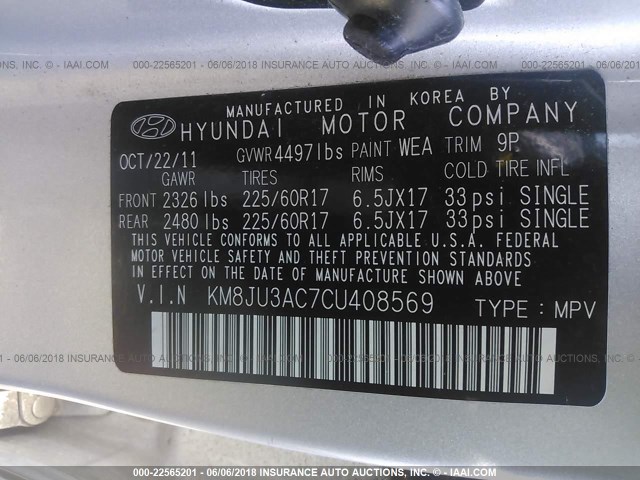 000-22565201 - 06/06/2018 - INSURANCE AUTO AUCTIONS, INC. © - IAAI.COM
MANUFACTURED IN KOREA BY
HYUNDAI MOTOR COMPANY
OCT/22/11 GVWR 4497lbs PAINT WEA TRIM 9P
GAWR TIRES RIMS COLD TIRE INFL
FRONT 2326 lbs 225/60R17 6.5JX17 33psi SINGLE
REAR 2480 lbs 225/60R17 6.5JX17 33psi SINGLE
THIS VEHICLE CONFORMS TO ALL APPLICABLE U.S.A. FEDERAL
MOTOR VEHICLE SAFETY AND THEFT PREVENTION STANDARDS
IN EFFECT ON THE DATE OF MANUFACTURE SHOWN ABOVE.
V.I.N KM8JU3AC7CU408569 TYPE : MPV
000-22565201 - 06/06/2018 - INSURANCE AUTO AUCTIONS, INC. © - IAAI.COM